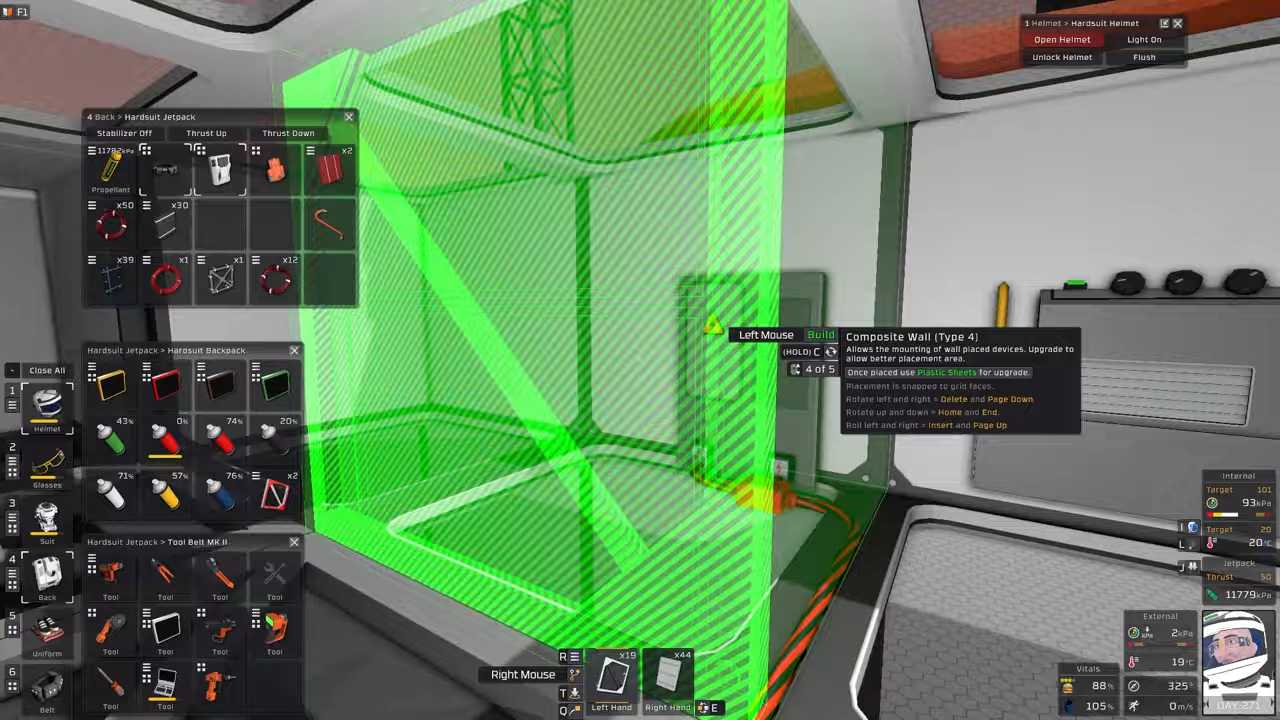 F1
1 Helmet > Hardsuit Helmet
Open Helmet
Light On
Unlock Helmet
Flush
4 Back > Hardsuit Jetpack
Stabilizer Off
Thrust Up
Thrust Down
11782kPa
x2
Propellant
x50
x30
x39
x1
x1
x12
Hardsuit Jetpack > Hardsuit Backpack
43%
0%
74%
20%
71%
57%
76%
x2
Hardsuit Jetpack > Tool Belt MK II
Tool
Tool
Tool
Tool
Tool
Tool
Tool
Tool
Tool
Tool
Tool
Close All
1
Helmet
2
Glasses
3
Suit
4
Back
5
Uniform
6
Belt
Left Mouse
Build
(HOLD) C
4 of 5
Composite Wall (Type 4)
Allows the mounting of wall placed devices. Upgrade to
allow better placement area.
Once placed use Plastic Sheets for upgrade.
Placement is snapped to grid faces.
Rotate left and right = Delete and Page Down.
Rotate up and down = Home and End.
Roll left and right = Insert and Page Up.
Right Mouse
R
T
Q
x19
Left Hand
x44
Right Hand
E
Internal
Target 101
93kPa
Target 20
20°C
Jetpack
Thrust 50
11779kPa
I
L
J
External
2kPa
19°C
325°
0m/s
Vitals
88%
105%
DAY 271